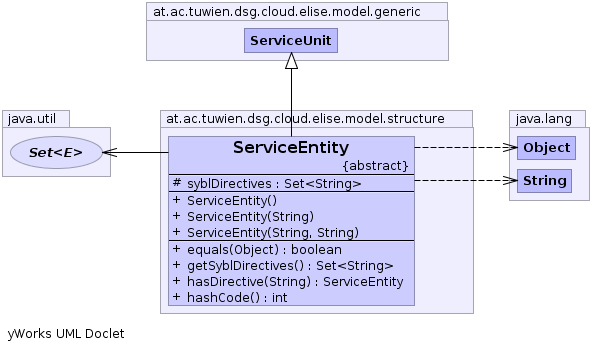 at.ac.tuwien.dsg.cloud.elise.model.generic
ServiceUnit
java.util
Set<E>
at.ac.tuwien.dsg.cloud.elise.model.structure
ServiceEntity
{abstract}
# syblDirectives : Set<String>
+ ServiceEntity()
+ ServiceEntity(String)
+ ServiceEntity(String, String)
+ equals(Object) : boolean
+ getSyblDirectives() : Set<String>
+ hasDirective(String) : ServiceEntity
+ hashCode() : int
java.lang
Object
String
yWorks UML Doclet